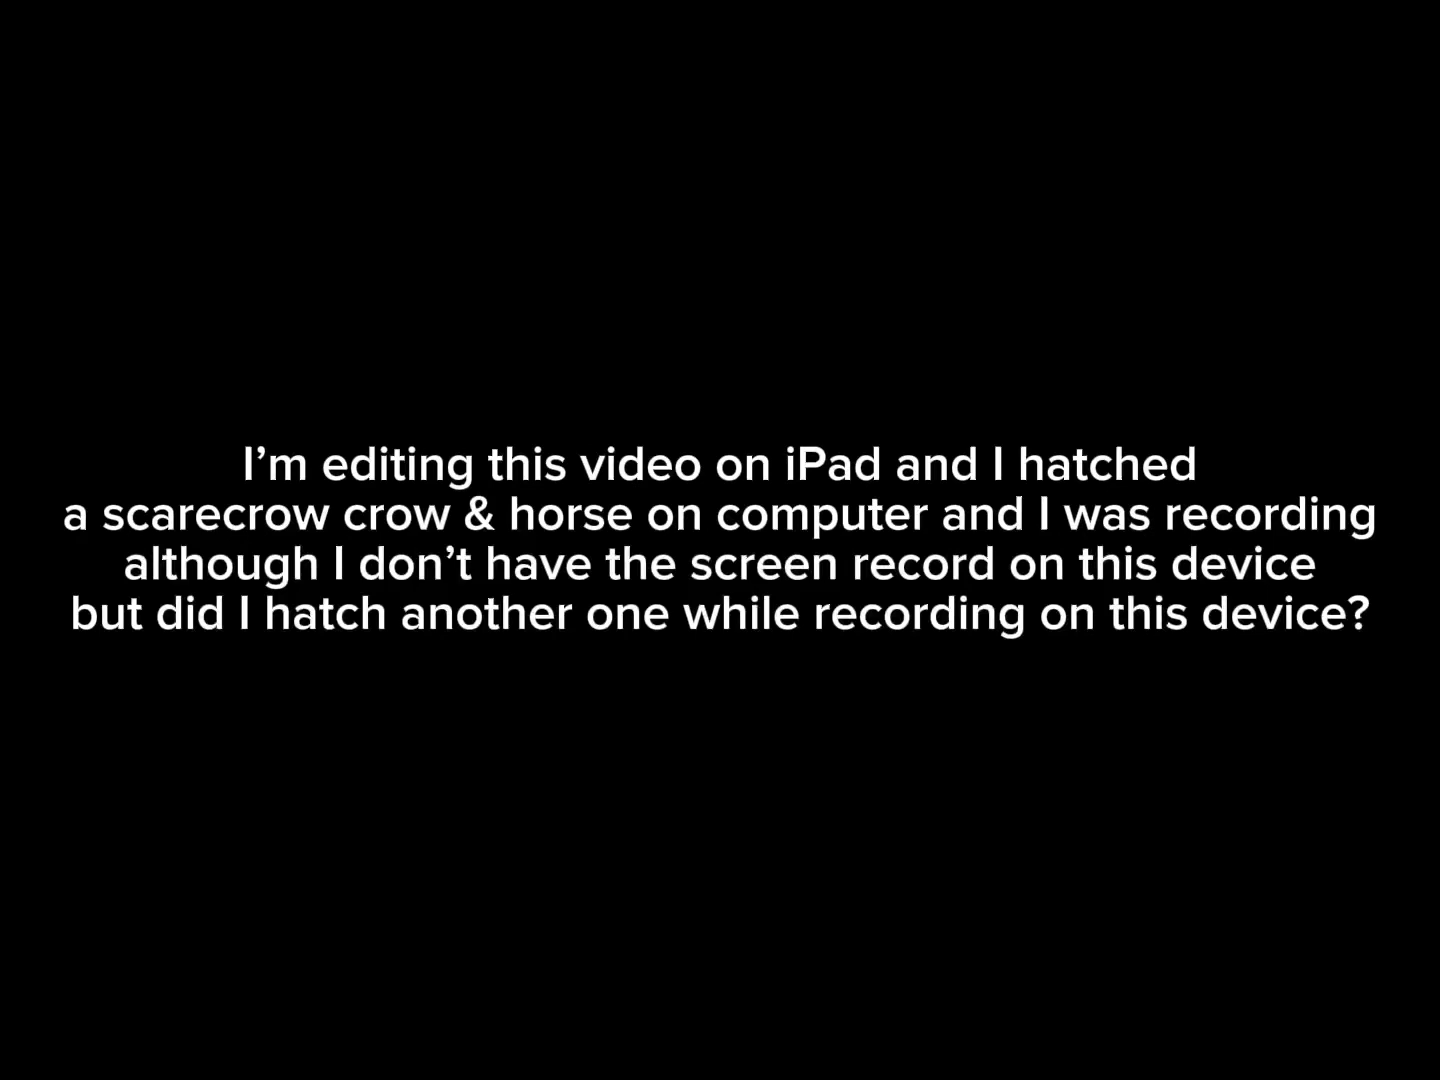 I’m editing this video on iPad and I hatched
a scarecrow crow & horse on computer and I was recording
although I don’t have the screen record on this device
but did I hatch another one while recording on this device?